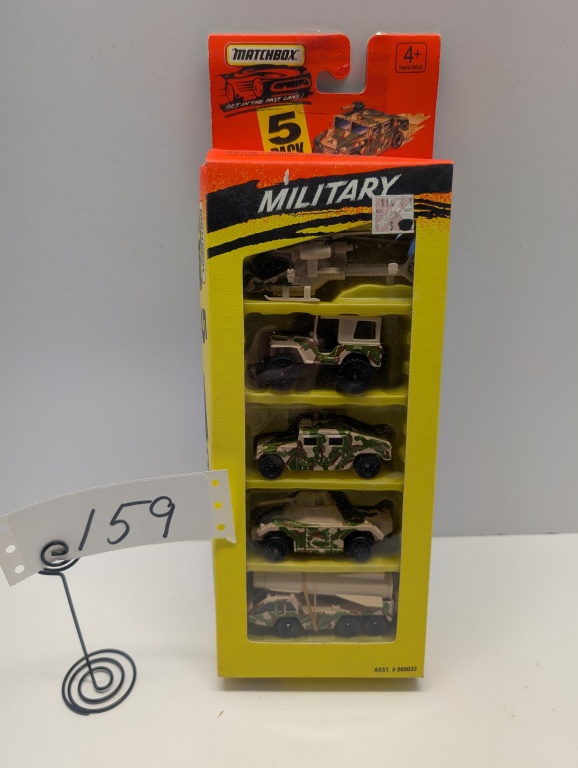 MATCHBOX
GET IN THE FAST LANE!
4+
5
PACK
MILITARY
$
159
ASST. # 060032